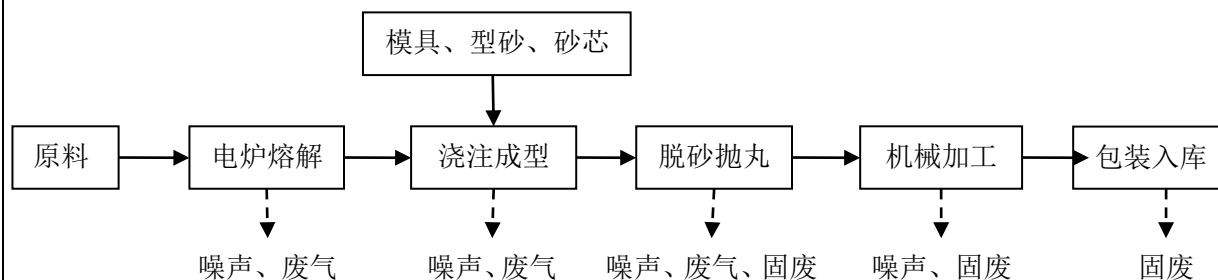 模具、型砂、砂芯
原料 电炉熔解 浇注成型 脱砂抛丸 机械加工 包装入库
噪声、废气 噪声、废气 噪声、废气、固废 噪声、固废 固废